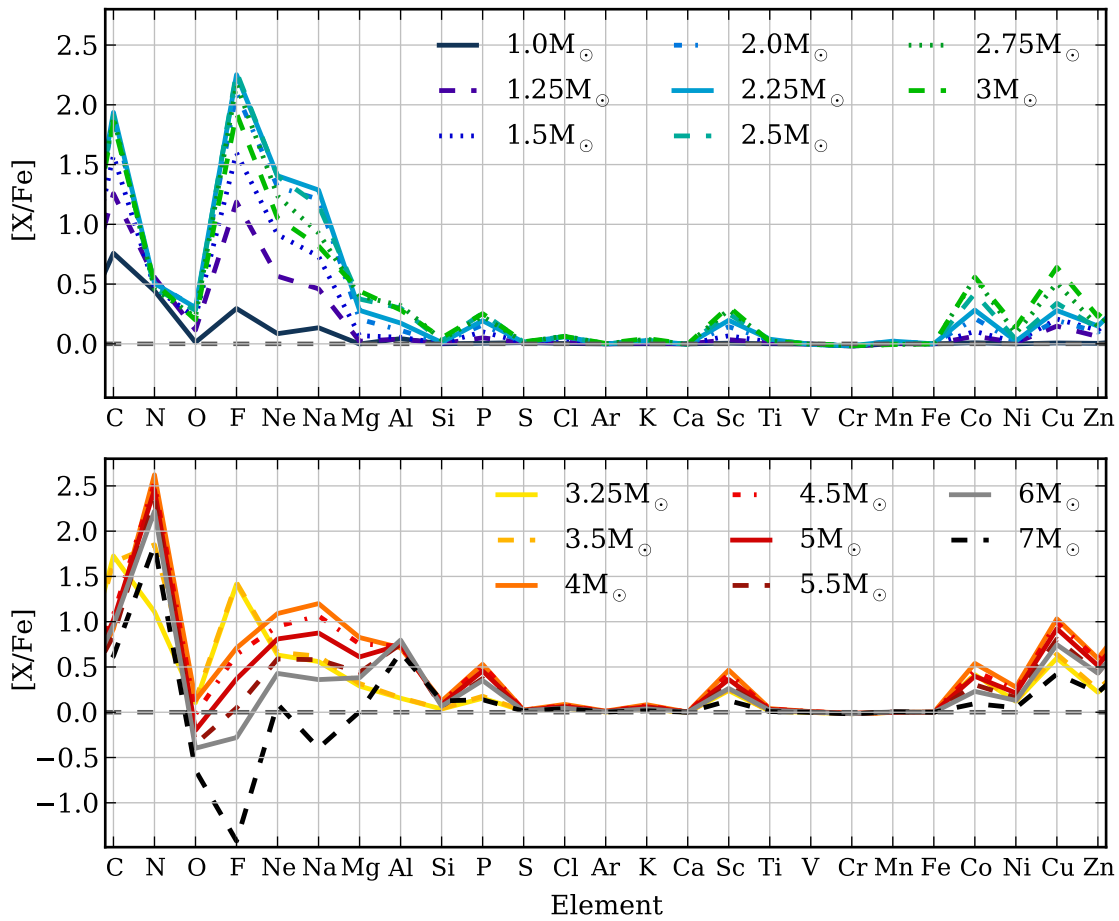 [X/Fe]
2.5
2.0
1.5
1.0
0.5
0.0
1.0M☉ 2.0M☉ 2.75M☉
1.25M☉ 2.25M☉ 3M☉
1.5M☉ 2.5M☉
C N O F Ne Na Mg Al Si P S Cl Ar K Ca Sc Ti V Cr Mn Fe Co Ni Cu Zn
[X/Fe]
2.5
2.0
1.5
1.0
0.5
0.0
−0.5
−1.0
3.25M☉ 4.5M☉ 6M☉
3.5M☉ 5M☉ 7M☉
4M☉ 5.5M☉
C N O F Ne Na Mg Al Si P S Cl Ar K Ca Sc Ti V Cr Mn Fe Co Ni Cu Zn
Element